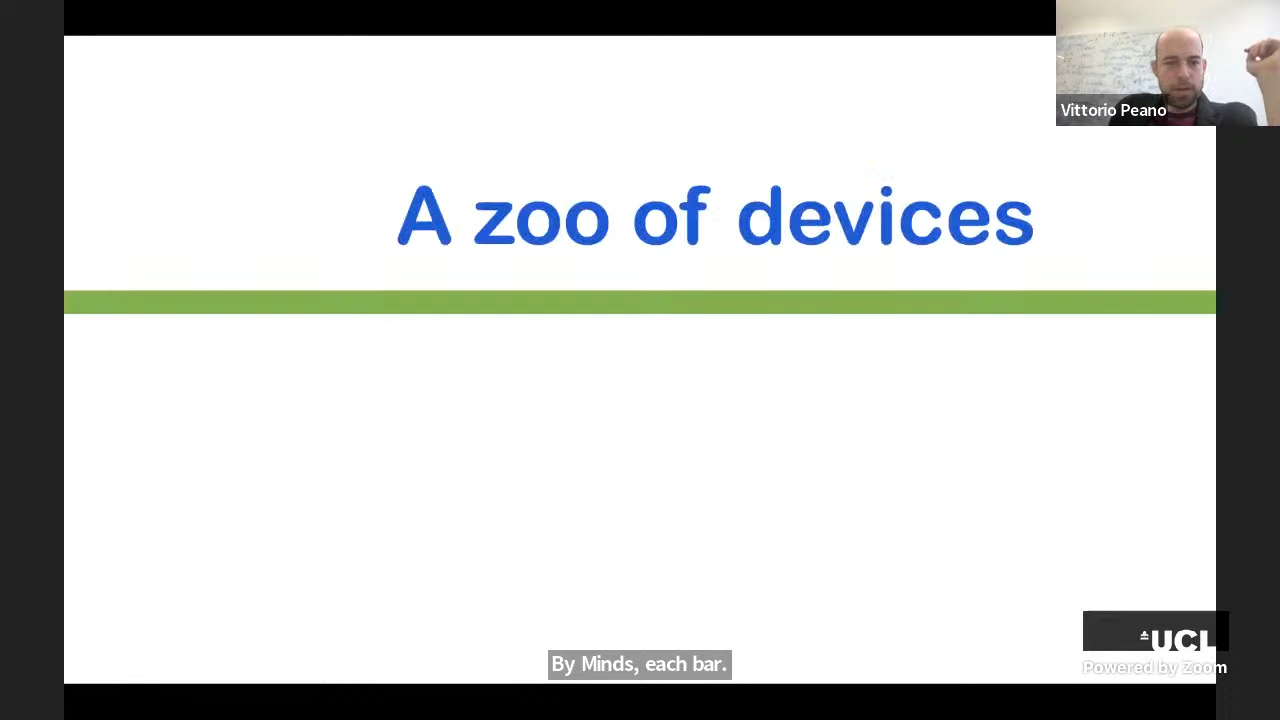 Vittorio Peano
A zoo of devices
UCL
Powered by Zoom
By Minds, each bar.